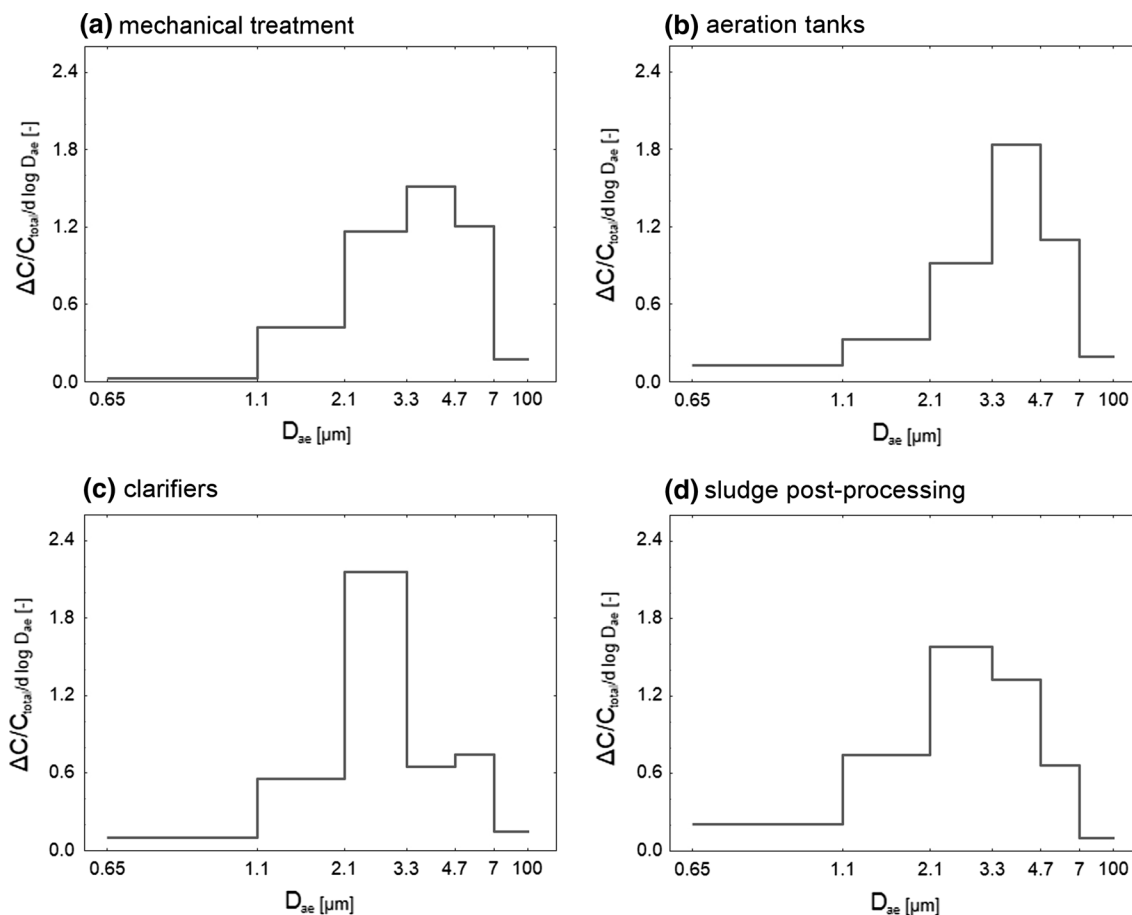 (a) mechanical treatment
ΔC/C_total/d log D_ae [-]
2.4
1.8
1.2
0.6
0.0
0.65 1.1 2.1 3.3 4.7 7 100
D_ae [μm]
(b) aeration tanks
ΔC/C_total/d log D_ae [-]
2.4
1.8
1.2
0.6
0.0
0.65 1.1 2.1 3.3 4.7 7 100
D_ae [μm]
(c) clarifiers
ΔC/C_total/d log D_ae [-]
2.4
1.8
1.2
0.6
0.0
0.65 1.1 2.1 3.3 4.7 7 100
D_ae [μm]
(d) sludge post-processing
ΔC/C_total/d log D_ae [-]
2.4
1.8
1.2
0.6
0.0
0.65 1.1 2.1 3.3 4.7 7 100
D_ae [μm]